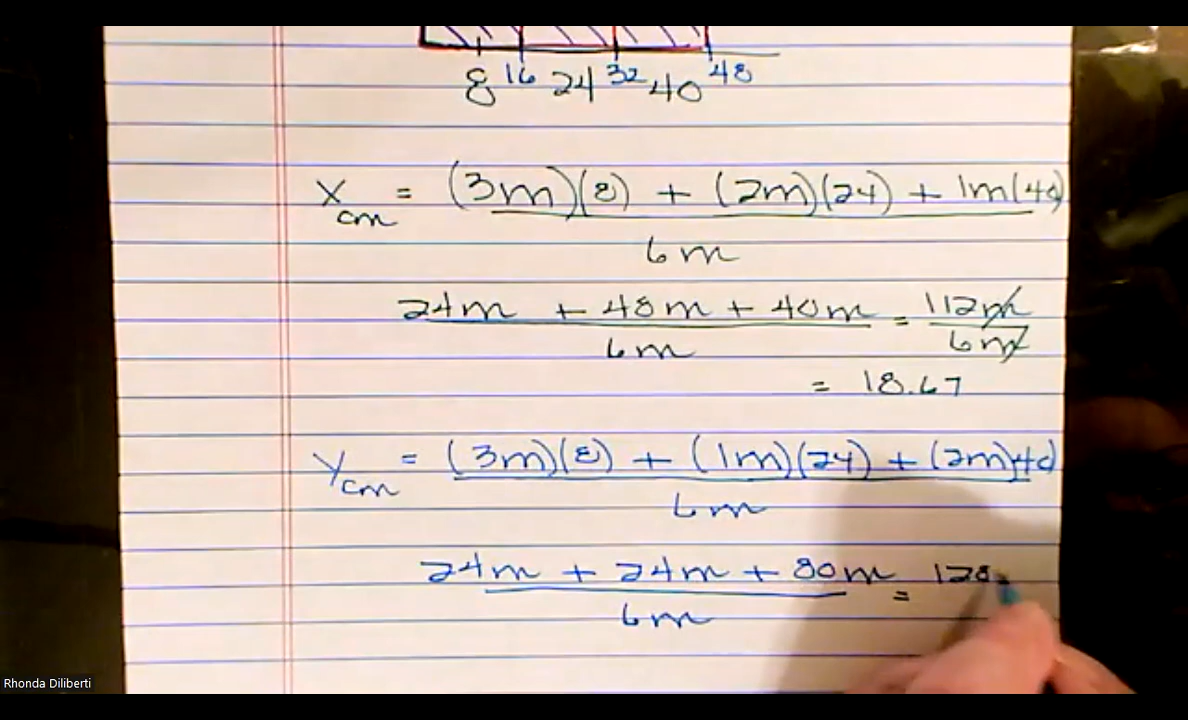 8 16 24 32 40 48
Xcm = (3m)(8) + (2m)(24) + 1m(40)
6m
24m + 48m + 40m = 112m
6m 6m
= 18.67
Ycm = (3m)(8) + (1m)(24) + (2m)40
6m
24m + 24m + 80m = 128
6m
Rhonda Diliberti